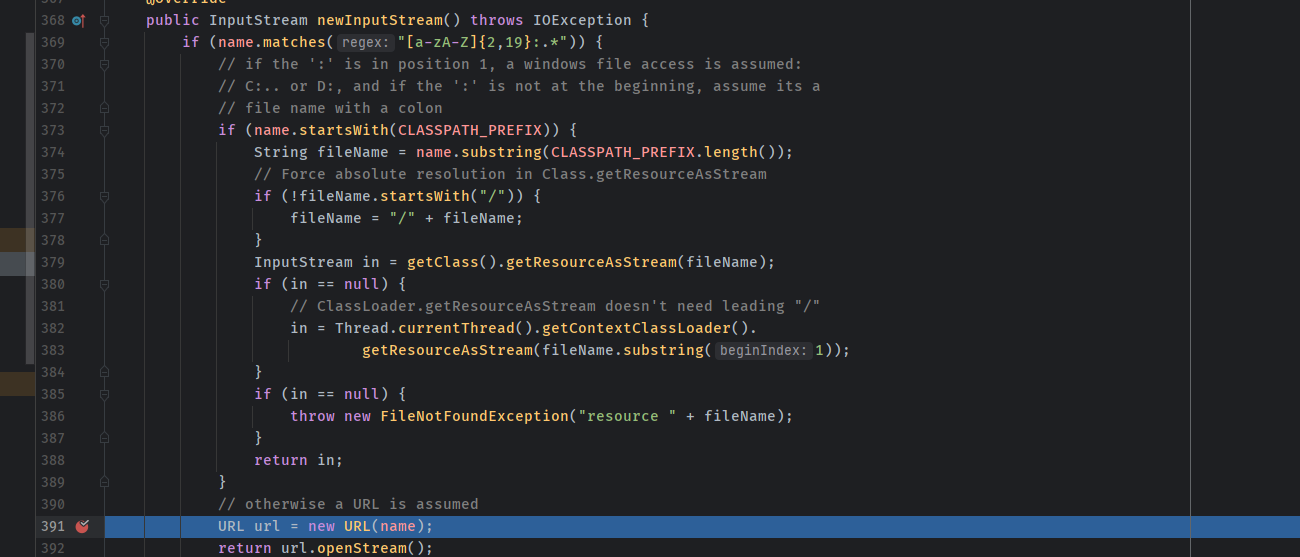 367 @Override
368 public InputStream newInputStream() throws IOException {
369 if (name.matches( regex: "[a-zA-Z]{2,19}:.*")) {
370 // if the ':' is in position 1, a windows file access is assumed:
371 // C:.. or D:, and if the ':' is not at the beginning, assume its a
372 // file name with a colon
373 if (name.startsWith(CLASSPATH_PREFIX)) {
374 String fileName = name.substring(CLASSPATH_PREFIX.length());
375 // Force absolute resolution in Class.getResourceAsStream
376 if (!fileName.startsWith("/")) {
377 fileName = "/" + fileName;
378 }
379 InputStream in = getClass().getResourceAsStream(fileName);
380 if (in == null) {
381 // ClassLoader.getResourceAsStream doesn't need leading "/"
382 in = Thread.currentThread().getContextClassLoader().
383 getResourceAsStream(fileName.substring( beginIndex: 1));
384 }
385 if (in == null) {
386 throw new FileNotFoundException("resource " + fileName);
387 }
388 return in;
389 }
390 // otherwise a URL is assumed
391 URL url = new URL(name);
392 return url.openStream();